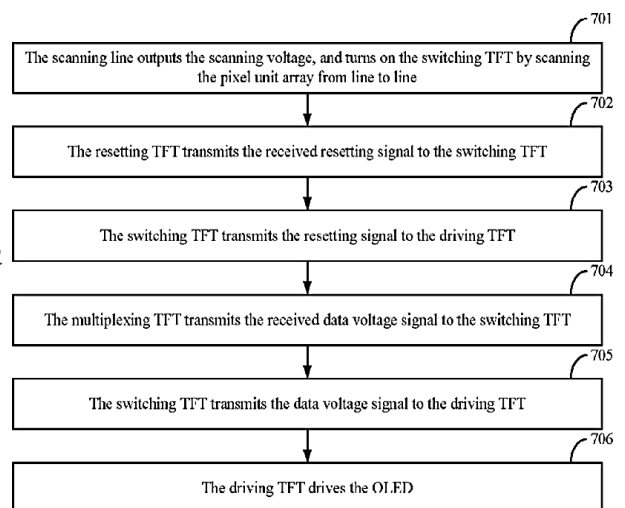 701
The scanning line outputs the scanning voltage, and turns on the switching TFT by scanning
the pixel unit array from line to line
702
The resetting TFT transmits the received resetting signal to the switching TFT
703
The switching TFT transmits the resetting signal to the driving TFT
704
The multiplexing TFT transmits the received data voltage signal to the switching TFT
705
The switching TFT transmits the data voltage signal to the driving TFT
706
The driving TFT drives the OLED